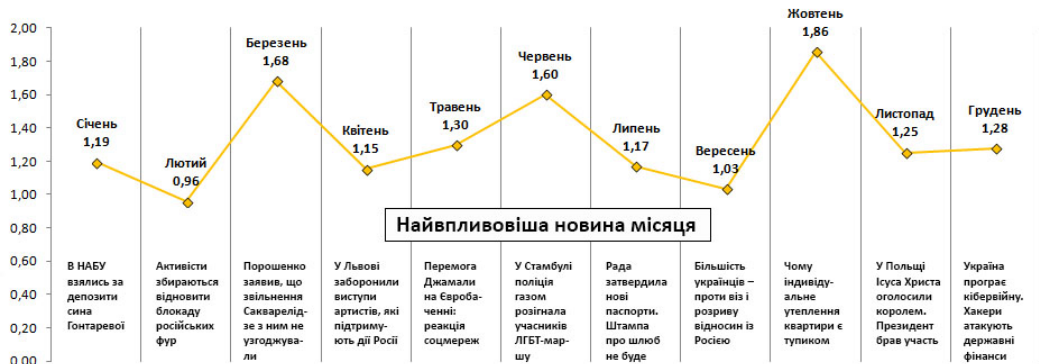 2,00
1,80
1,60
1,40
1,20
1,00
0,80
0,60
0,40
0,20
0,00
Січень
1,19
Лютий
0,96
Березень
1,68
Квітень
1,15
Травень
1,30
Червень
1,60
Липень
1,17
Вересень
1,03
Жовтень
1,86
Листопад
1,25
Грудень
1,28
Найвпливовіша новина місяця
В НАБУ
взялись за
депозити
сина
Гонтаревої
Активісти
збираються
відновити
блокаду
російських
фур
Порошенко
заявив, що
звільнення
Сакварелід-
зе з ним не
узгоджува-
ли
У Львові
заборонили
виступи
артистів, які
підтриму-
ють дії Росії
Перемога
Джамали
на Євроба-
ченні:
реакція
соцмереж
У Стамбулі
поліція
газом
розігнала
учасників
ЛГБТ-мар-
шу
Рада
затвердила
нові
паспорти.
Штампа
про шлюб
не буде
Більшість
українців –
проти віз і
розриву
відносин із
Росією
Чому
індивіду-
альне
утеплення
квартири є
тупиком
У Польщі
Ісуса Христа
оголосили
королем.
Президент
брав участь
Україна
програє
кібервійну.
Хакери
атакують
державні
фінанси